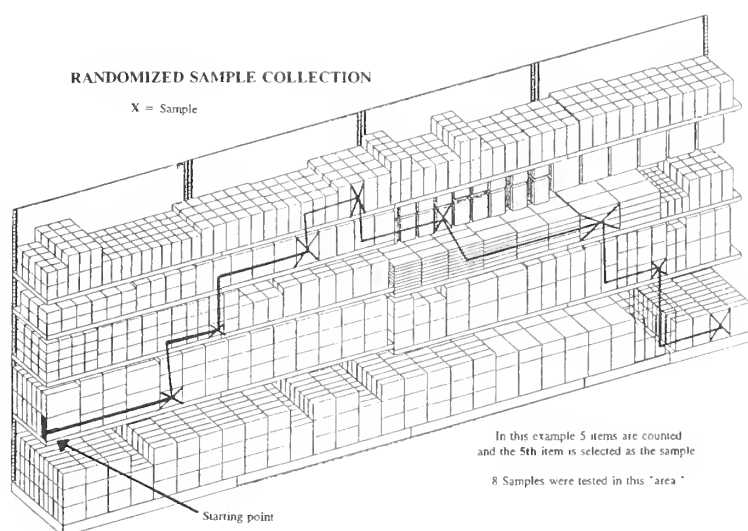 RANDOMIZED SAMPLE COLLECTION
X = Sample
In this example 5 items are counted
and the 5th item is selected as the sample
8 Samples were tested in this "area "
Starting point